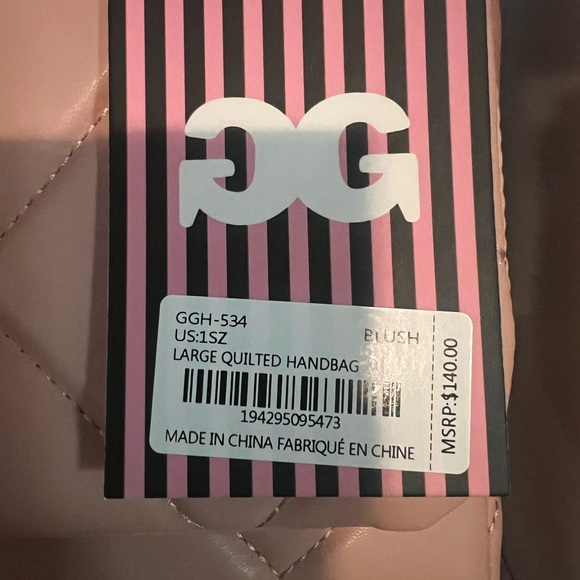 GG
GGH-534
US:1SZ BLUSH
LARGE QUILTED HANDBAG
194295095473
MADE IN CHINA FABRIQUÉ EN CHINE
MSRP:$140.00